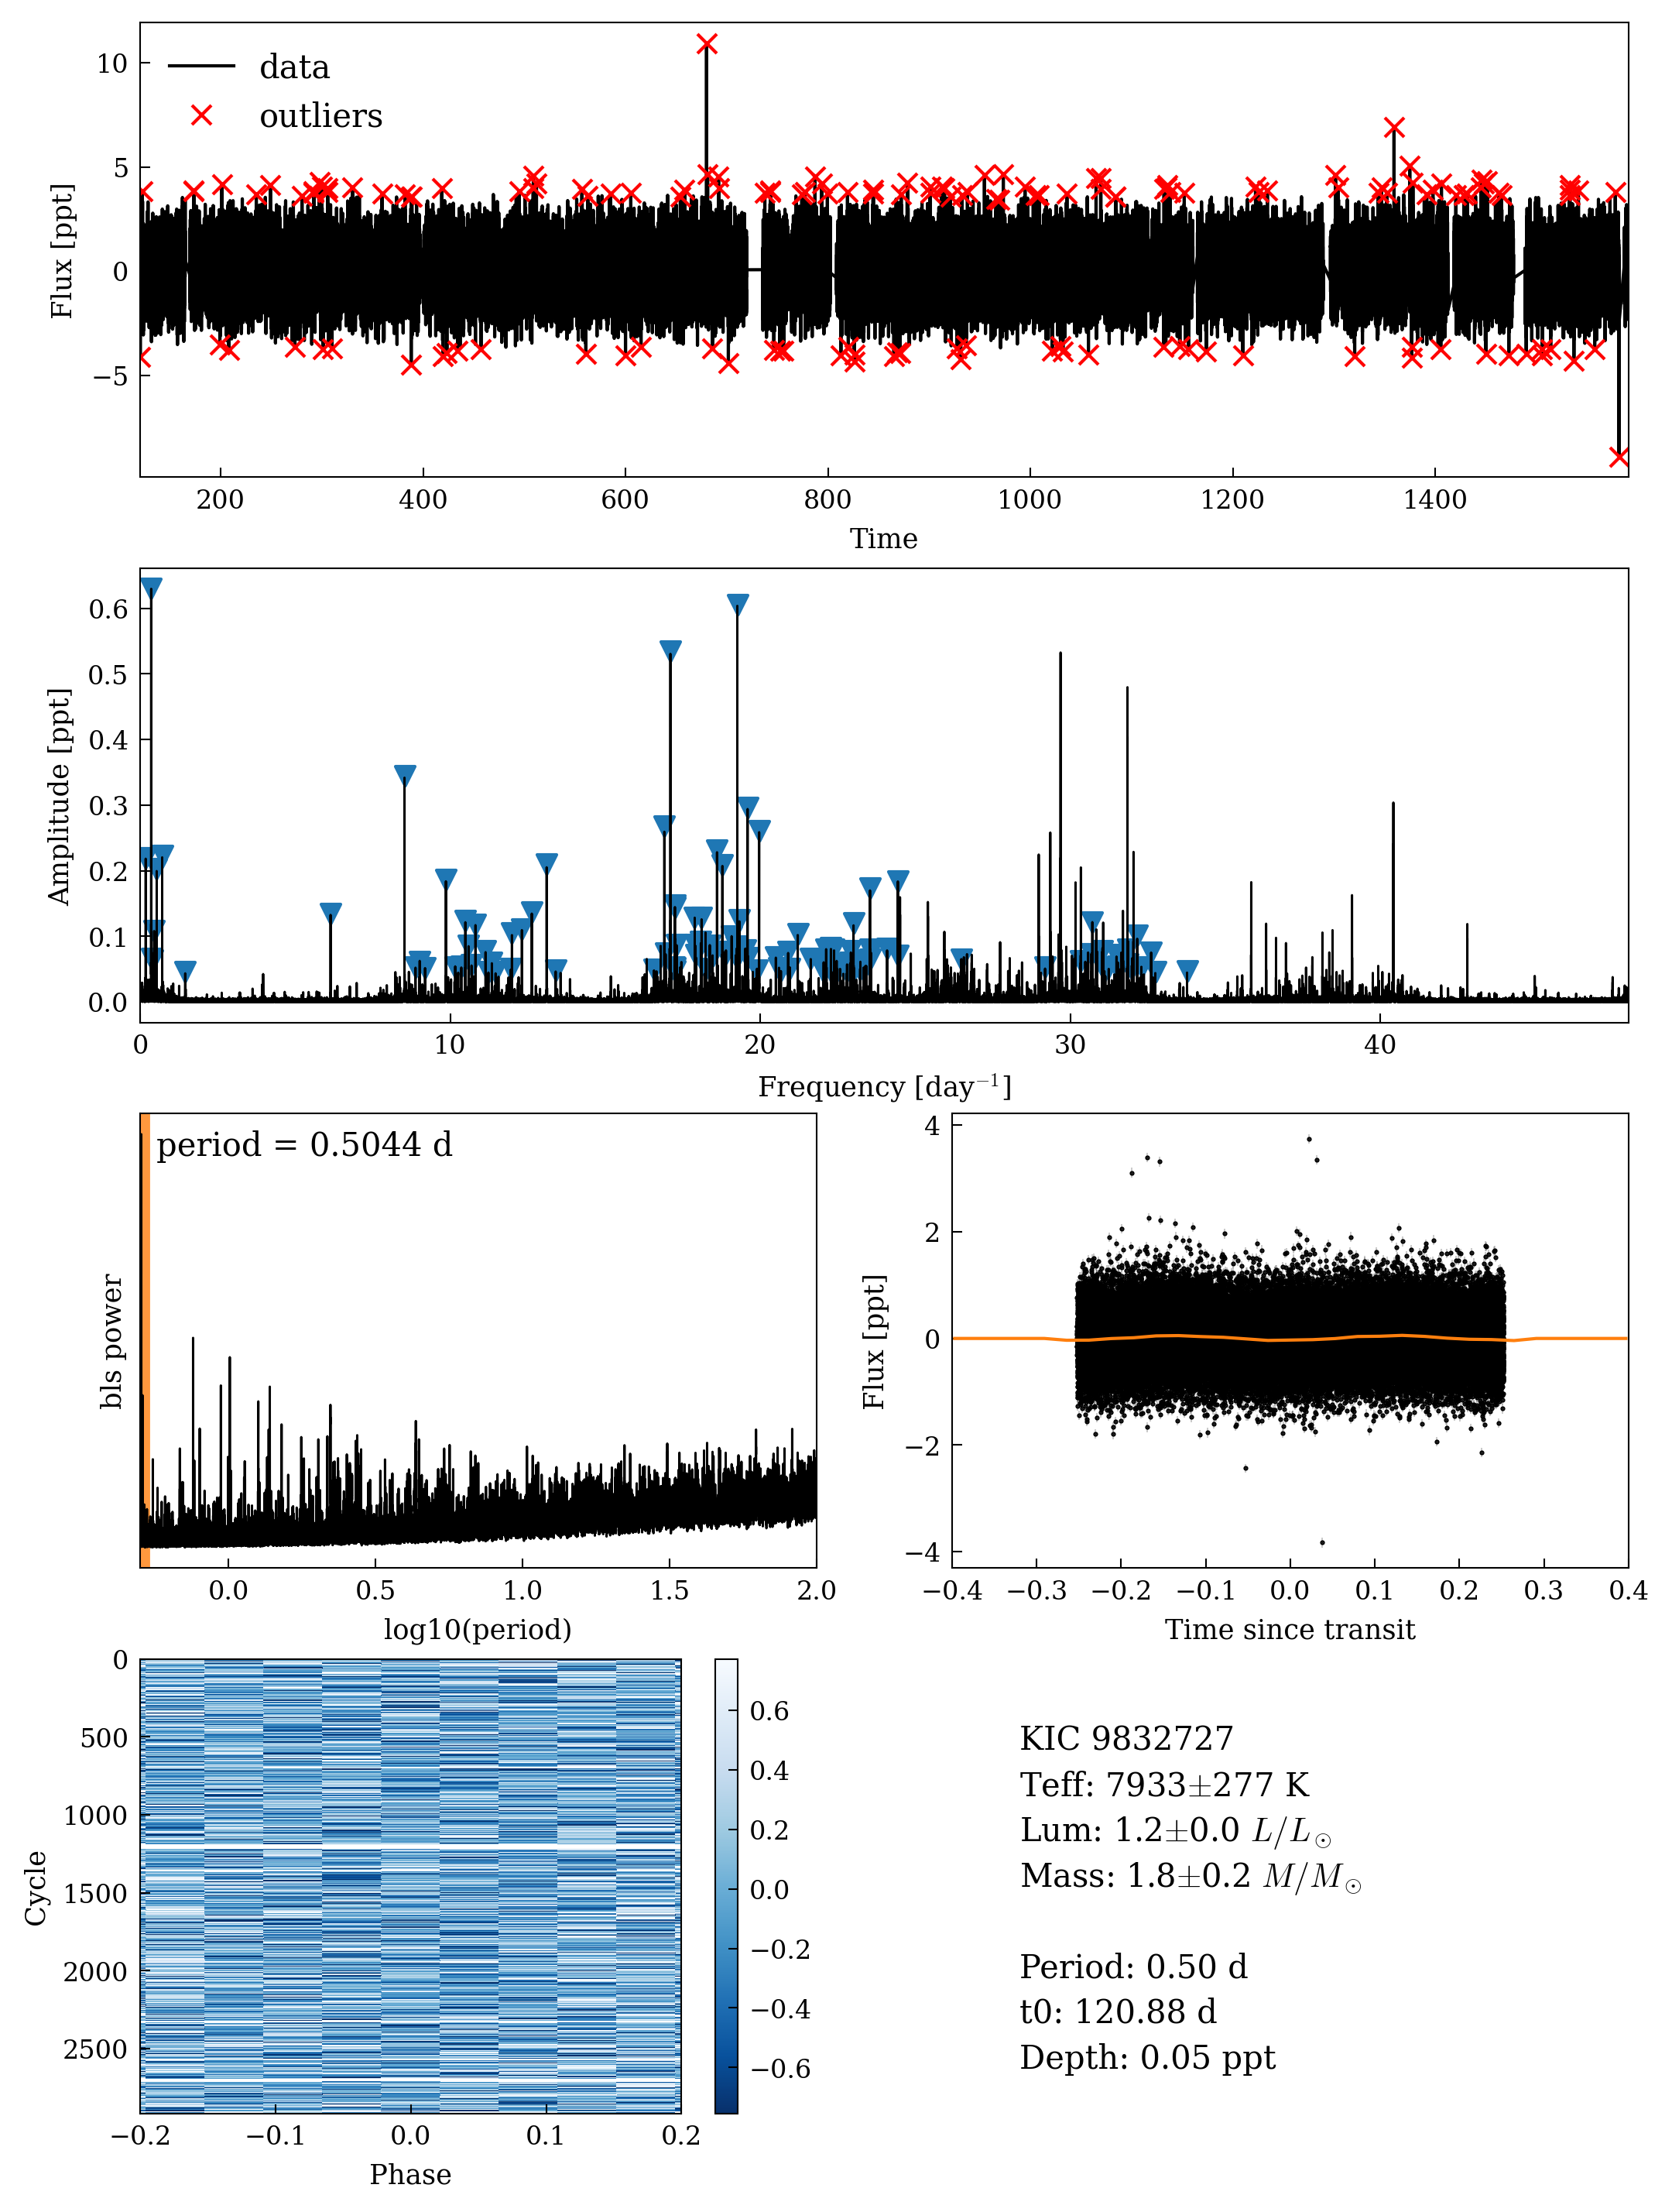 10
5
0
−5
Flux [ppt]
data
outliers
200 400 600 800 1000 1200 1400
Time
0.6
0.5
0.4
0.3
0.2
0.1
0.0
Amplitude [ppt]
0 10 20 30 40
Frequency [day⁻¹]
period = 0.5044 d
bls power
0.0 0.5 1.0 1.5 2.0
log10(period)
4
2
0
−2
−4
Flux [ppt]
−0.4 −0.3 −0.2 −0.1 0.0 0.1 0.2 0.3 0.4
Time since transit
0
500
1000
1500
2000
2500
Cycle
−0.2 −0.1 0.0 0.1 0.2
Phase
0.6
0.4
0.2
0.0
−0.2
−0.4
−0.6
KIC 9832727
Teff: 7933±277 K
Lum: 1.2±0.0 L/L☉
Mass: 1.8±0.2 M/M☉
Period: 0.50 d
t0: 120.88 d
Depth: 0.05 ppt